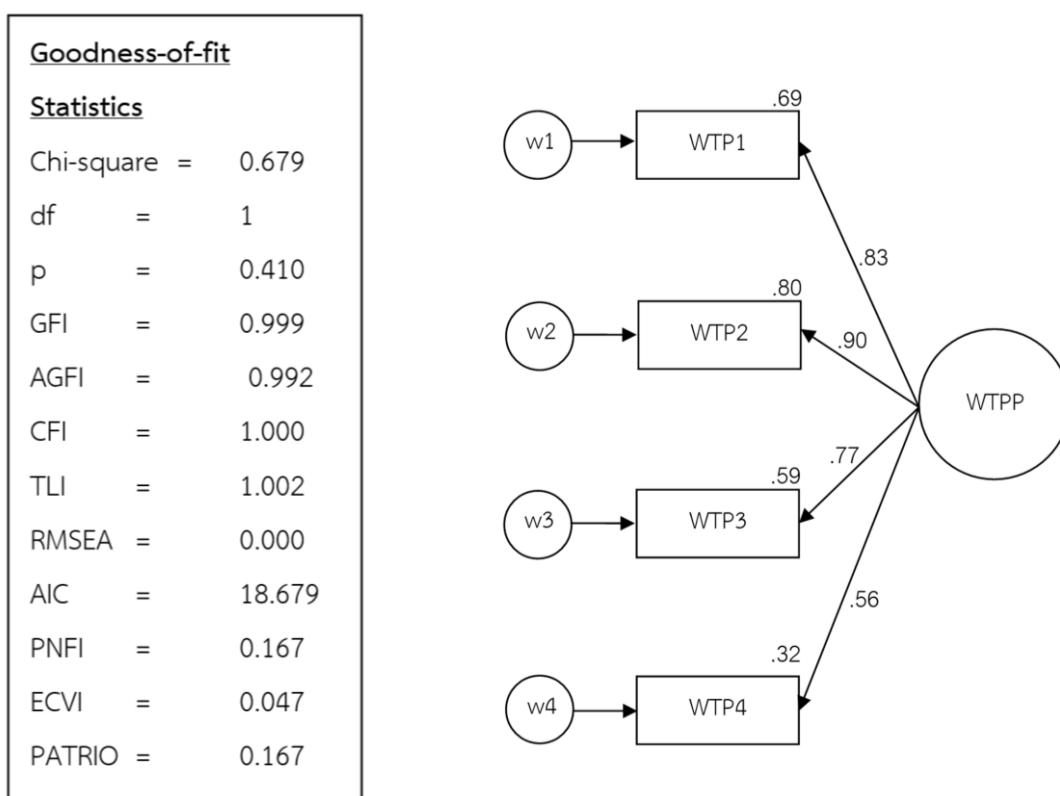 Goodness-of-fit
Statistics
Chi-square = 0.679
df = 1
p = 0.410
GFI = 0.999
AGFI = 0.992
CFI = 1.000
TLI = 1.002
RMSEA = 0.000
AIC = 18.679
PNFI = 0.167
ECVI = 0.047
PATRIO = 0.167
.69
w1 WTP1
.83
.80
w2 WTP2
.90
WTPP
.77
.59
w3 WTP3
.56
.32
w4 WTP4